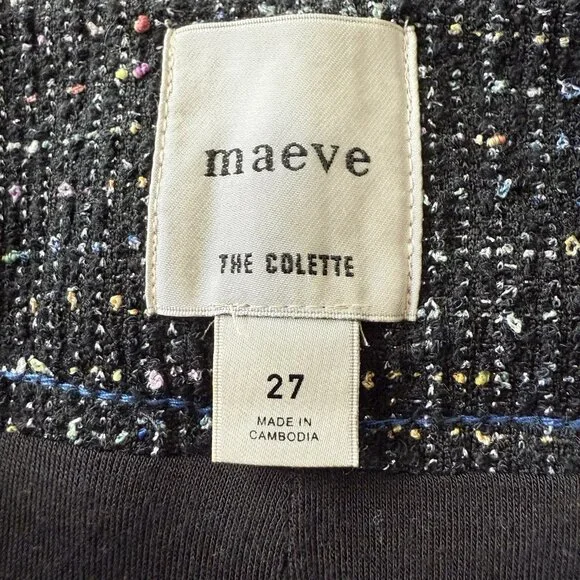 maeve
THE COLETTE
27
MADE IN
CAMBODIA